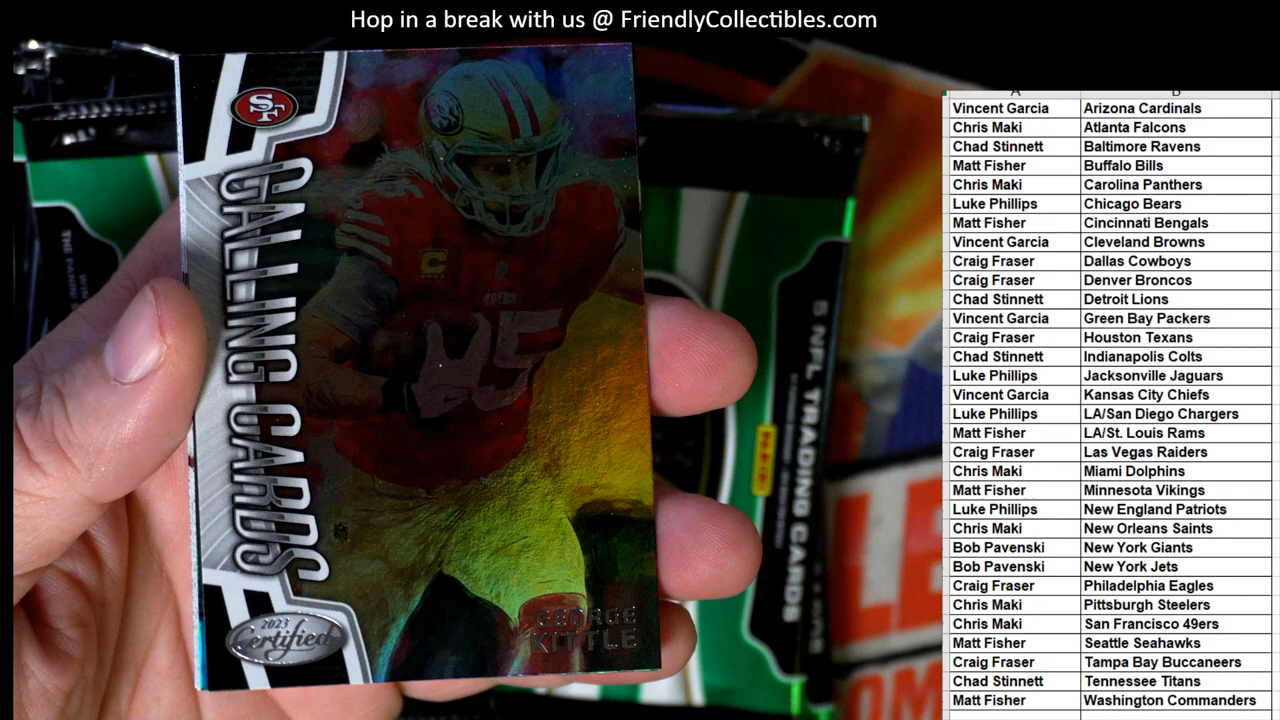 Hop in a break with us @ FriendlyCollectibles.com
SF
CALLING CARDS
85
C
2023
Certified
GEORGE
KITTLE
5 NFL TRADING CARDS
PANINI
A B
Vincent Garcia Arizona Cardinals
Chris Maki Atlanta Falcons
Chad Stinnett Baltimore Ravens
Matt Fisher Buffalo Bills
Chris Maki Carolina Panthers
Luke Phillips Chicago Bears
Matt Fisher Cincinnati Bengals
Vincent Garcia Cleveland Browns
Craig Fraser Dallas Cowboys
Craig Fraser Denver Broncos
Chad Stinnett Detroit Lions
Vincent Garcia Green Bay Packers
Craig Fraser Houston Texans
Chad Stinnett Indianapolis Colts
Luke Phillips Jacksonville Jaguars
Vincent Garcia Kansas City Chiefs
Luke Phillips LA/San Diego Chargers
Matt Fisher LA/St. Louis Rams
Craig Fraser Las Vegas Raiders
Chris Maki Miami Dolphins
Matt Fisher Minnesota Vikings
Luke Phillips New England Patriots
Chris Maki New Orleans Saints
Bob Pavenski New York Giants
Bob Pavenski New York Jets
Craig Fraser Philadelphia Eagles
Chris Maki Pittsburgh Steelers
Chris Maki San Francisco 49ers
Matt Fisher Seattle Seahawks
Craig Fraser Tampa Bay Buccaneers
Chad Stinnett Tennessee Titans
Matt Fisher Washington Commanders